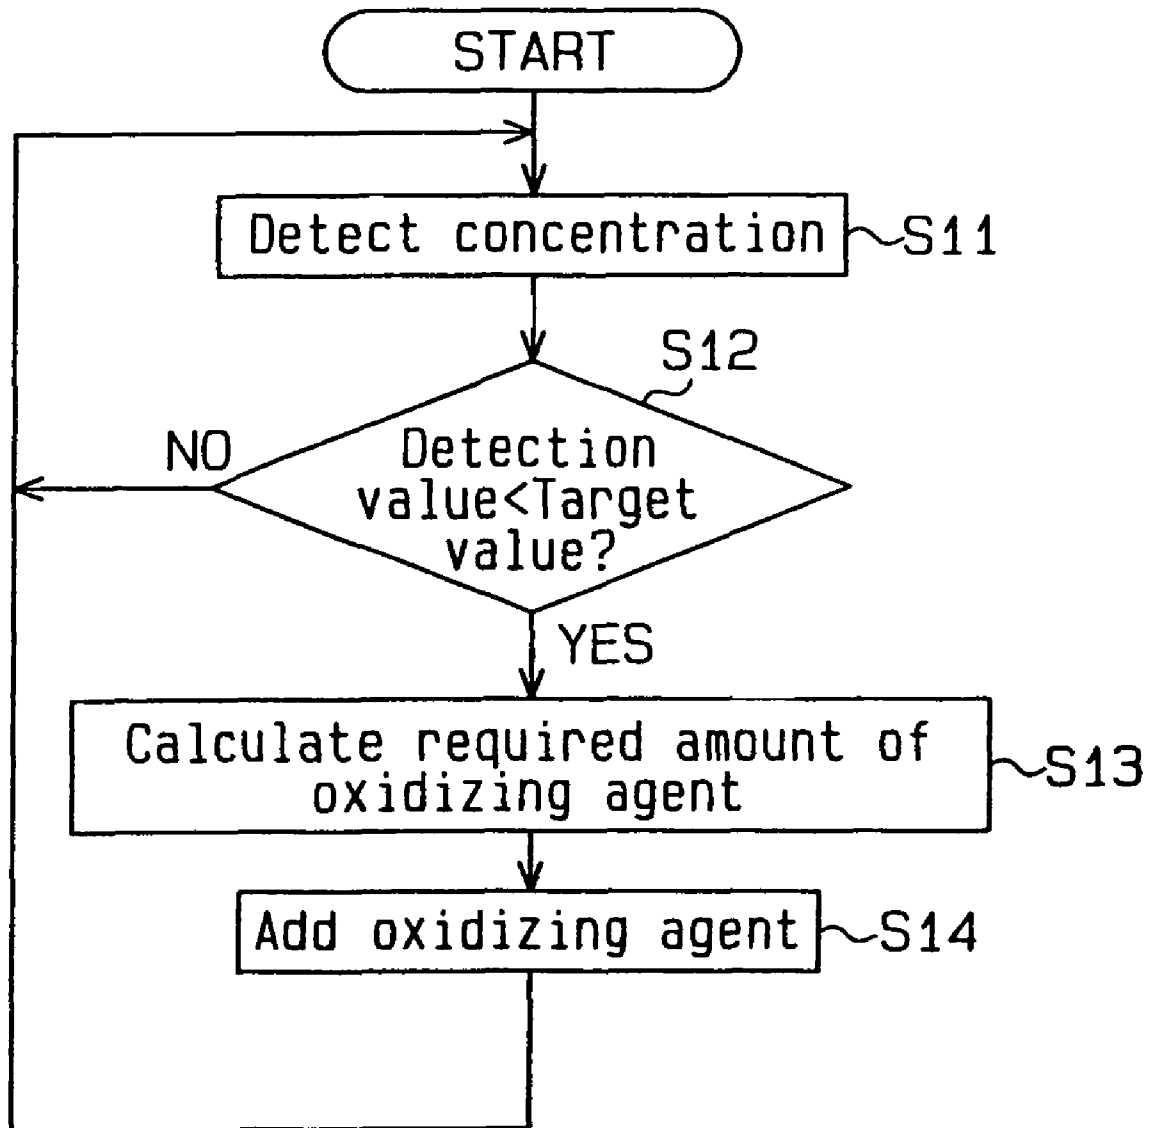 START
Detect concentration
S11
S12
NO
Detection
value<Target
value?
YES
Calculate required amount of
oxidizing agent
S13
Add oxidizing agent
S14